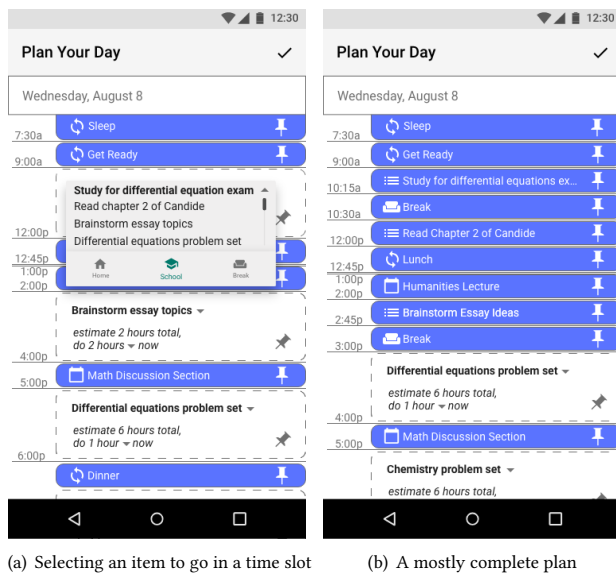 12:30
Plan Your Day
Wednesday, August 8
Sleep
7:30a
Get Ready
9:00a
Study for differential equation exam
Read chapter 2 of Candide
Brainstorm essay topics
Differential equations problem set
12:00p
Home
School
Break
12:45p
1:00p
2:00p
Brainstorm essay topics
estimate 2 hours total,
do 2 hours now
4:00p
Math Discussion Section
5:00p
Differential equations problem set
estimate 6 hours total,
do 1 hour now
6:00p
Dinner
(a) Selecting an item to go in a time slot
12:30
Plan Your Day
Wednesday, August 8
Sleep
7:30a
Get Ready
9:00a
Study for differential equations ex...
10:15a
Break
10:30a
Read Chapter 2 of Candide
12:00p
Lunch
12:45p
1:00p
Humanities Lecture
2:00p
Brainstorm Essay Ideas
2:45p
Break
3:00p
Differential equations problem set
estimate 6 hours total,
do 1 hour now
4:00p
Math Discussion Section
5:00p
Chemistry problem set
estimate 6 hours total,
(b) A mostly complete plan